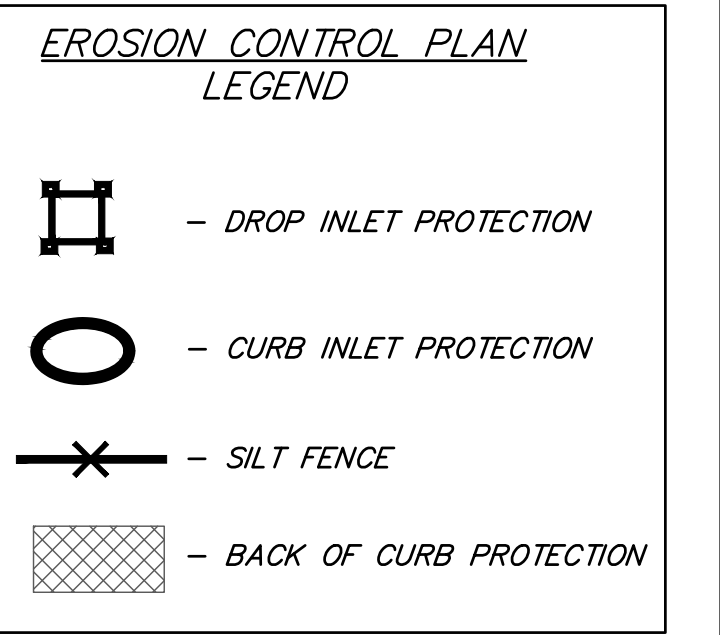 EROSION CONTROL PLAN
LEGEND
- DROP INLET PROTECTION
- CURB INLET PROTECTION
- SILT FENCE
- BACK OF CURB PROTECTION